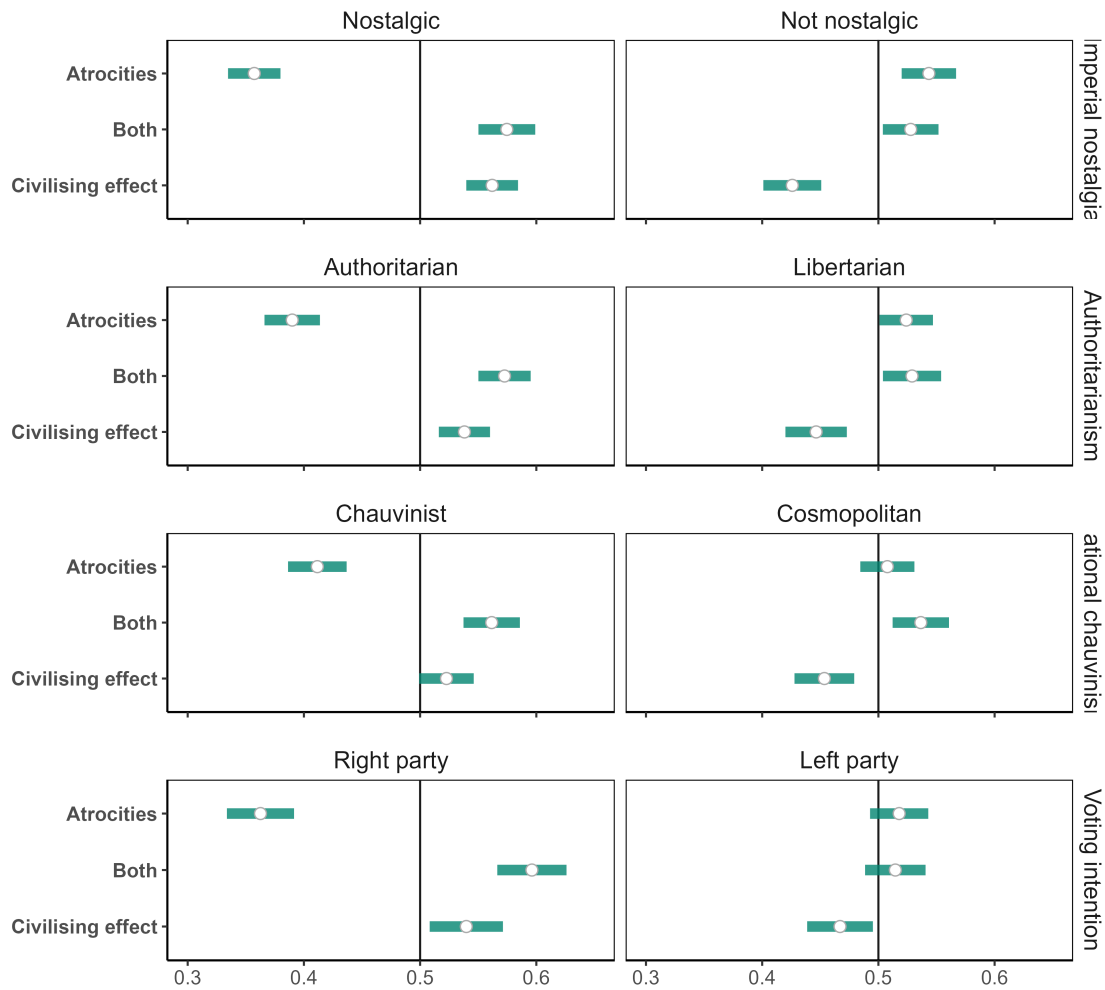 Nostalgic
Not nostalgic
Atrocities
Both
Civilising effect
Imperial nostalgia
Authoritarian
Libertarian
Atrocities
Both
Civilising effect
Authoritarianism
Chauvinist
Cosmopolitan
Atrocities
Both
Civilising effect
ational chauvinis
Right party
Left party
Atrocities
Both
Civilising effect
Voting intention
0.3 0.4 0.5 0.6
0.3 0.4 0.5 0.6